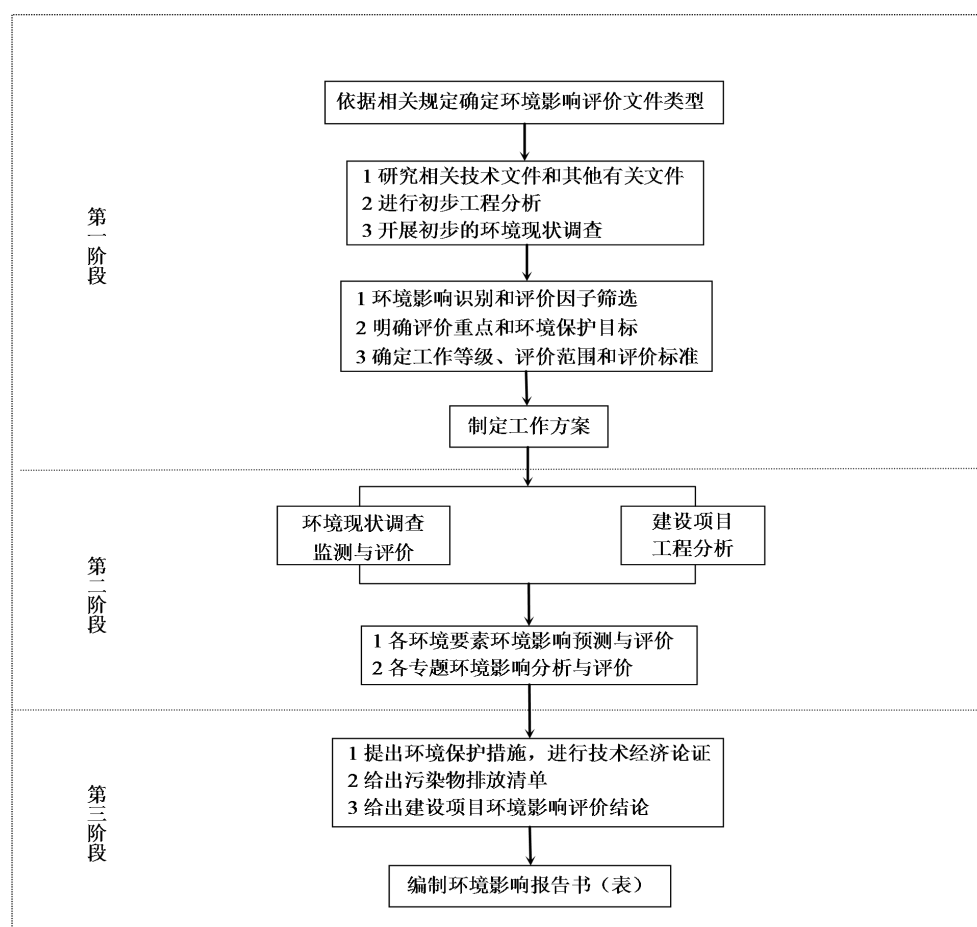 依据相关规定确定环境影响评价文件类型
1 研究相关技术文件和其他有关文件
2 进行初步工程分析
3 开展初步的环境现状调查
第一阶段
1 环境影响识别和评价因子筛选
2 明确评价重点和环境保护目标
3 确定工作等级、评价范围和评价标准
制定工作方案
环境现状调查
监测与评价
建设项目
工程分析
第二阶段
1 各环境要素环境影响预测与评价
2 各专题环境影响分析与评价
1 提出环境保护措施，进行技术经济论证
2 给出污染物排放清单
3 给出建设项目环境影响评价结论
第三阶段
编制环境影响报告书（表）